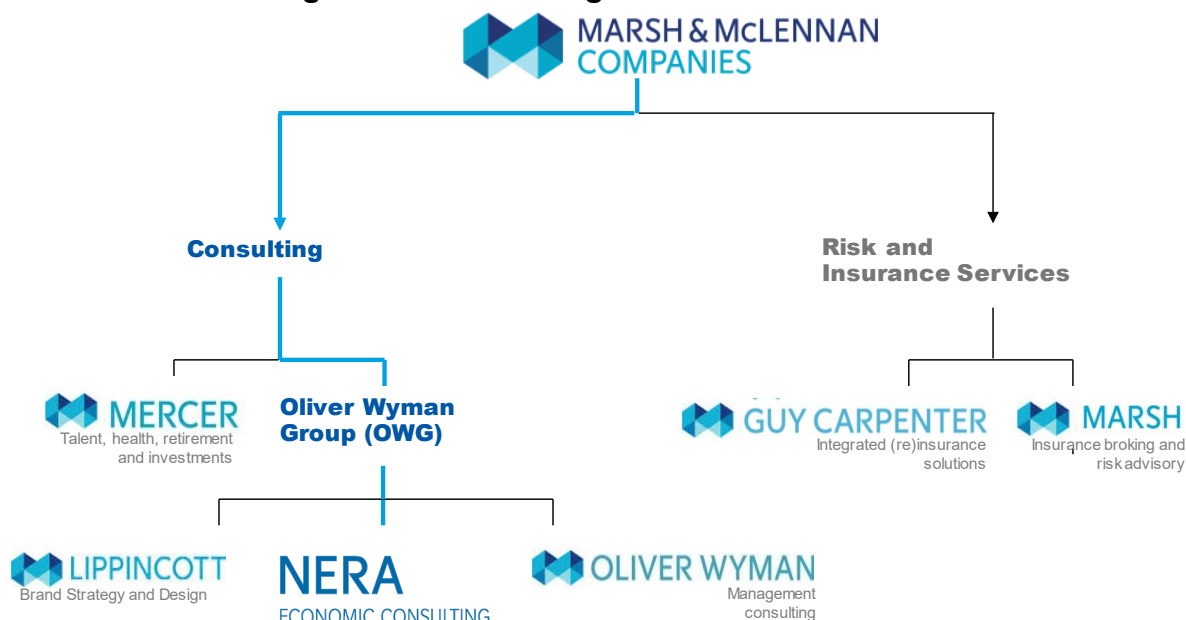 MARSH & MCLENNAN
COMPANIES
Consulting
Risk and
Insurance Services
MERCER
Talent, health, retirement
and investments
Oliver Wyman
Group (OWG)
GUY CARPENTER
Integrated (re)insurance
solutions
MARSH
Insurance broking and
risk advisory
LIPPINCOTT
Brand Strategy and Design
NERA
ECONOMIC CONSULTING
OLIVER WYMAN
Management
consulting